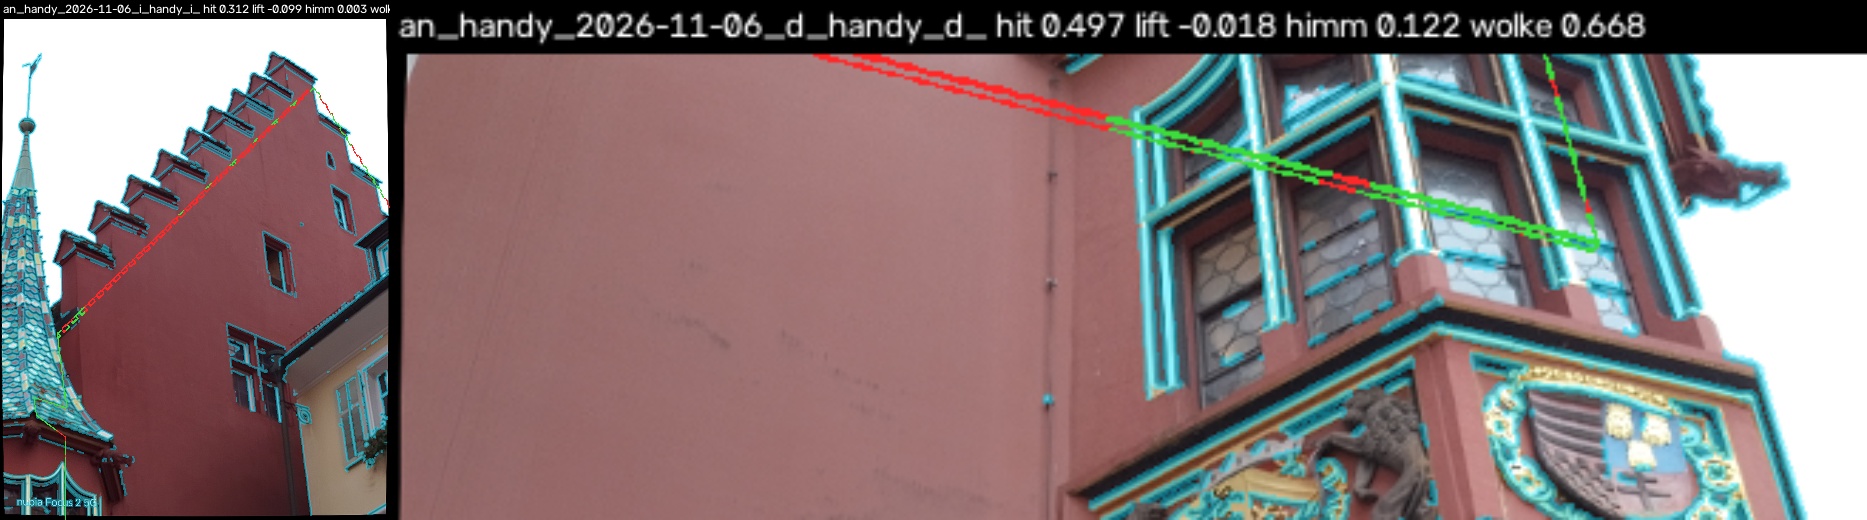 an_handy_2026-11-06_i_handy_i_ hit 0.312 lift -0.099 himm 0.003 wolk
an_handy_2026-11-06_d_handy_d_ hit 0.497 lift -0.018 himm 0.122 wolke 0.668
nubia Focus 2 5G